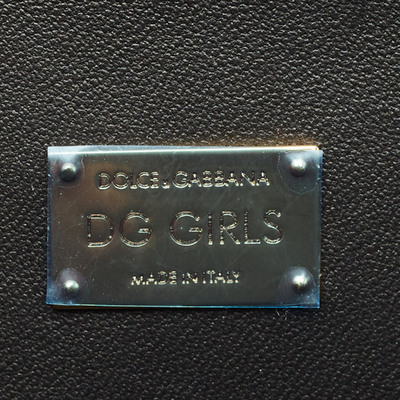 DOLCE & GABBANA
DG GIRLS
MADE IN ITALY